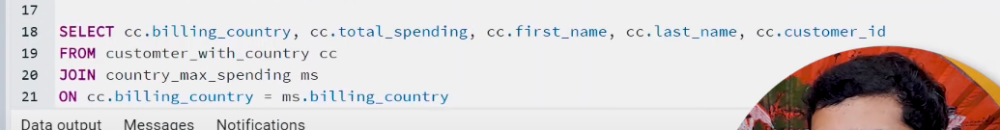 17
18 SELECT cc.billing_country, cc.total_spending, cc.first_name, cc.last_name, cc.customer_id
19 FROM customter_with_country cc
20 JOIN country_max_spending ms
21 ON cc.billing_country = ms.billing_country
Data output Messages Notifications